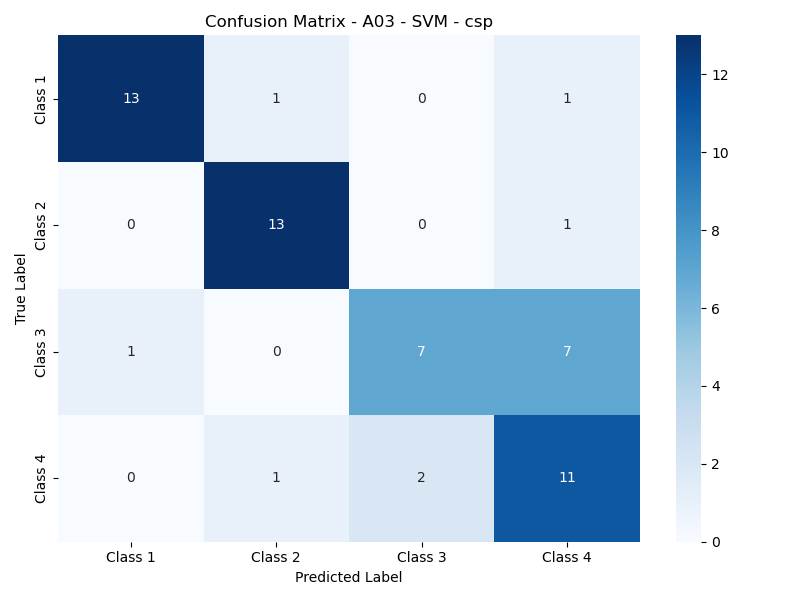 Confusion Matrix - A03 - SVM - csp
True Label
Class 1
13 1 0 1
Class 2
0 13 0 1
Class 3
1 0 7 7
Class 4
0 1 2 11
Class 1 Class 2 Class 3 Class 4
Predicted Label
12
10
8
6
4
2
0